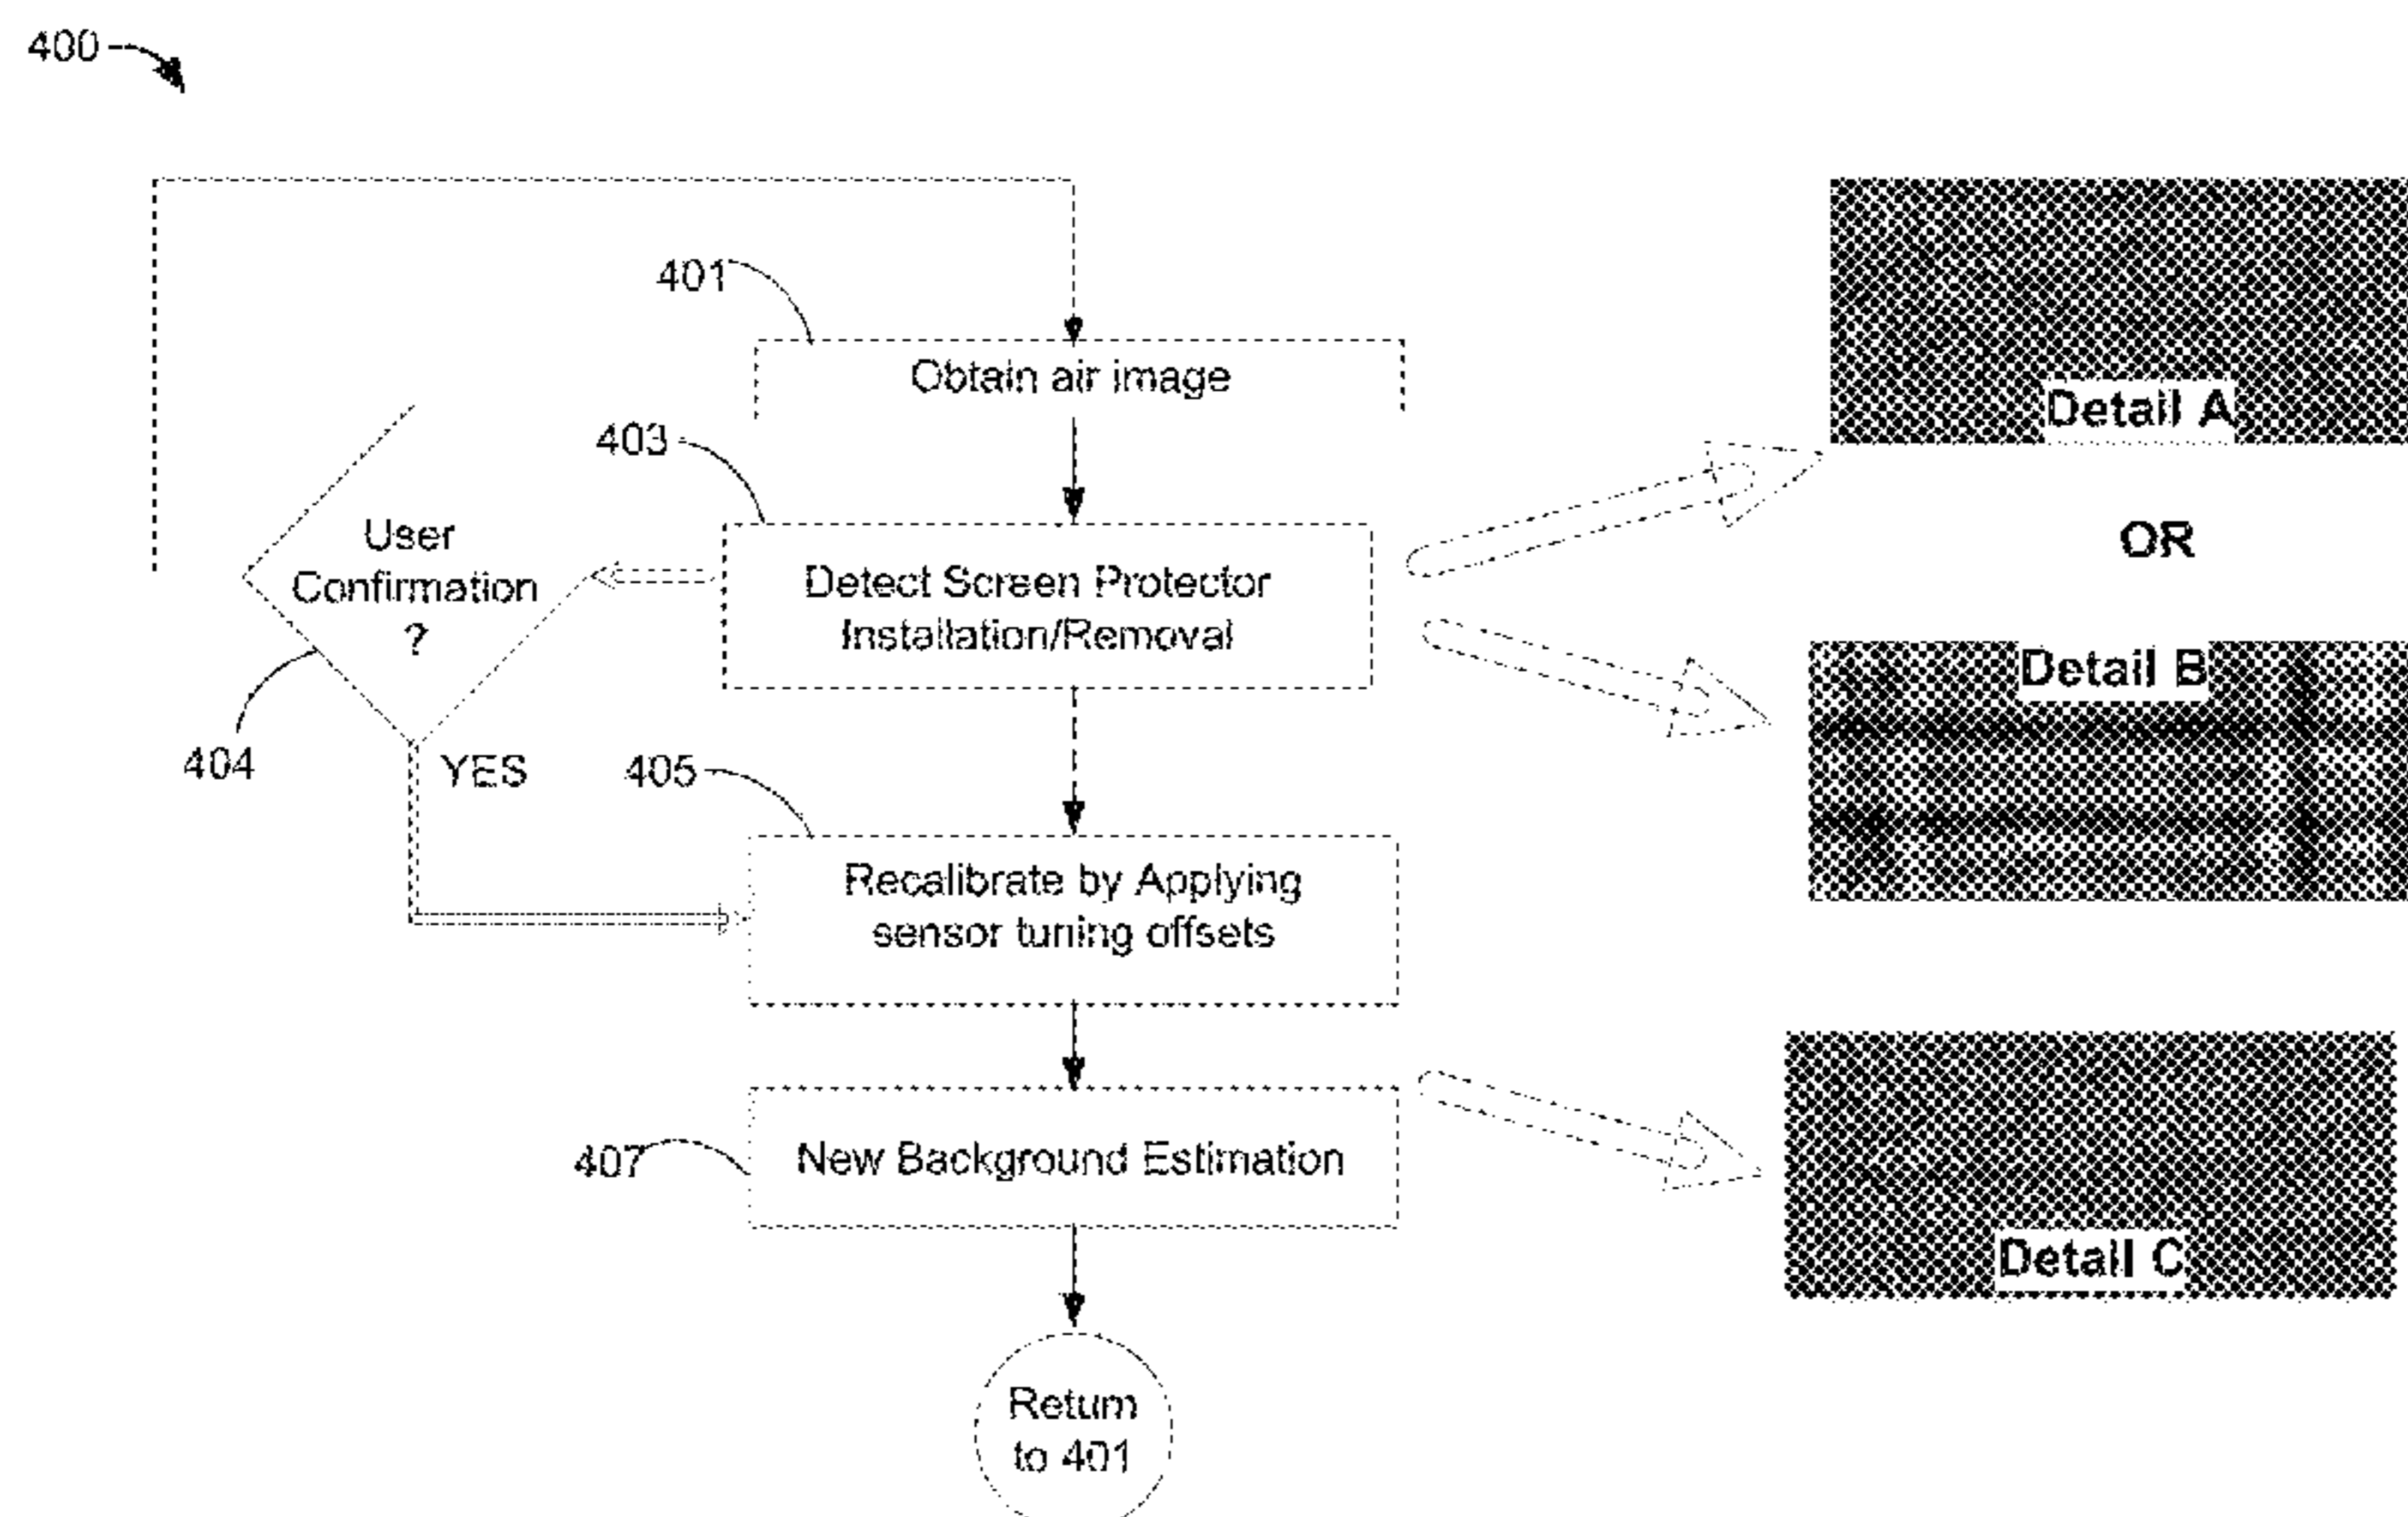 400
401
Obtain air image
403
Detail A
OR
User
Confirmation
?
Detect Screen Protector
Installation/Removal
Detail B
404
YES
405
Recalibrate by Applying
sensor tuning offsets
407
New Background Estimation
Detail C
Return
to 401